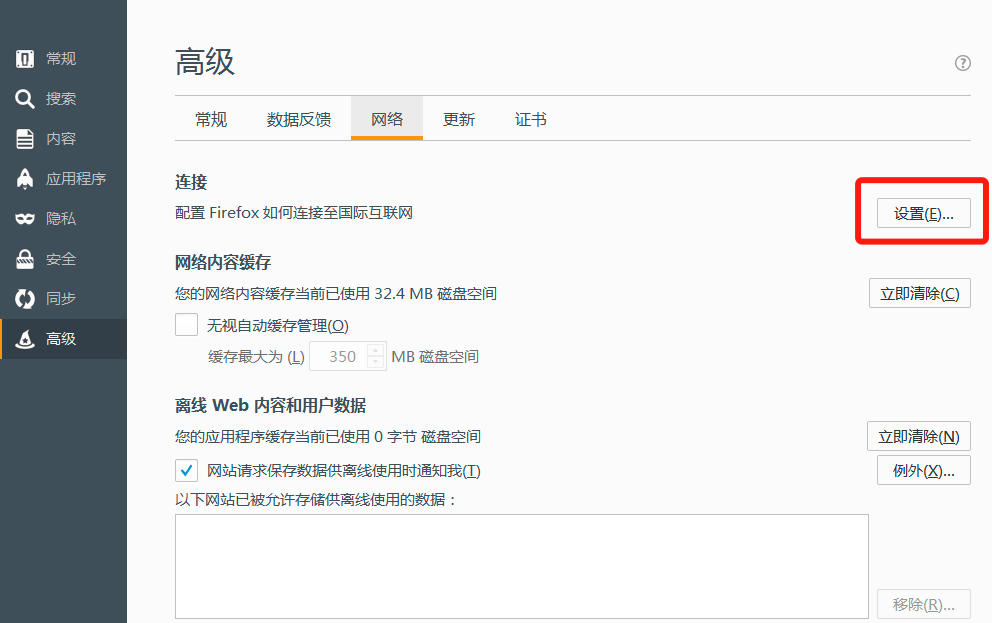 高级
常规
搜索
内容
应用程序
隐私
安全
同步
高级
常规 数据反馈 网络 更新 证书
连接
配置 Firefox 如何连接至国际互联网
设置(E)...
网络内容缓存
您的网络内容缓存当前已使用 32.4 MB 磁盘空间
立即清除(C)
无视自动缓存管理(O)
缓存最大为 (L) 350 MB 磁盘空间
离线 Web 内容和用户数据
您的应用程序缓存当前已使用 0 字节 磁盘空间
立即清除(N)
网站请求保存数据供离线使用时通知我(T)
例外(X)...
以下网站已被允许存储供离线使用的数据：
移除(R)...